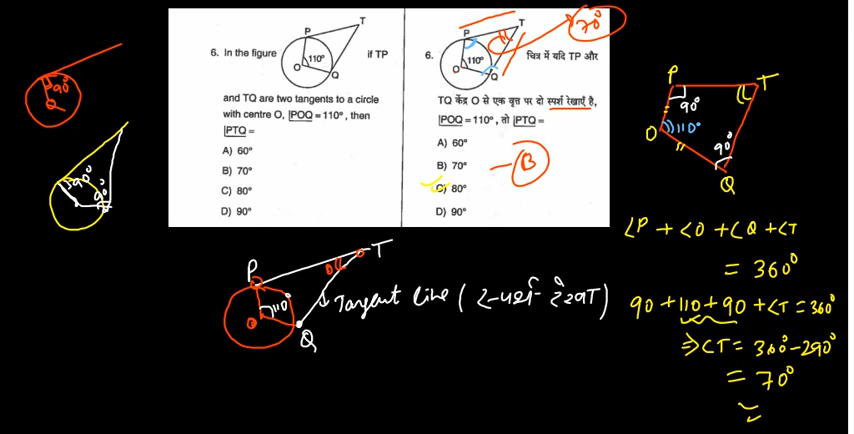 6. In the figure
P
T
110°
O
Q
if TP
and TQ are two tangents to a circle
with centre O, |POQ = 110°, then
|PTQ =
A) 60°
B) 70°
C) 80°
D) 90°
6.
P
T
110°
O
Q
चित्र में यदि TP और
TQ केंद्र O से एक वृत्त पर दो स्पर्श रेखाएँ है,
|POQ = 110°, तो |PTQ =
A) 60°
B) 70°
C) 80°
D) 90°
70°
B
90°
90°
90°
P
T
90°
O
110°
90°
Q
∠P + ∠O + ∠Q + ∠T
= 360°
90 + 110 + 90 + ∠T = 360°
⇒ ∠T = 360° - 290°
= 70°
P
T
110°
O
Q
Tangent line (स्पर्श रेखा)